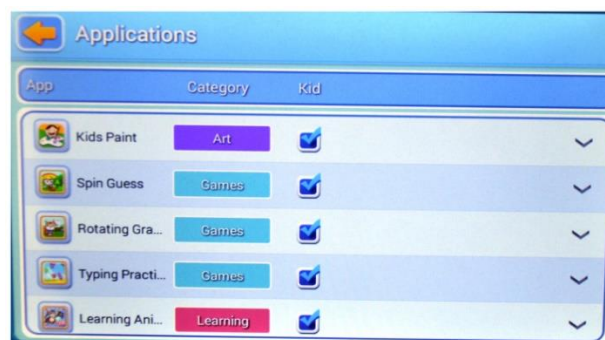 Applications
App Category Kid
Kids Paint Art
Spin Guess Games
Rotating Gra... Games
Typing Practi... Games
Learning Ani... Learning